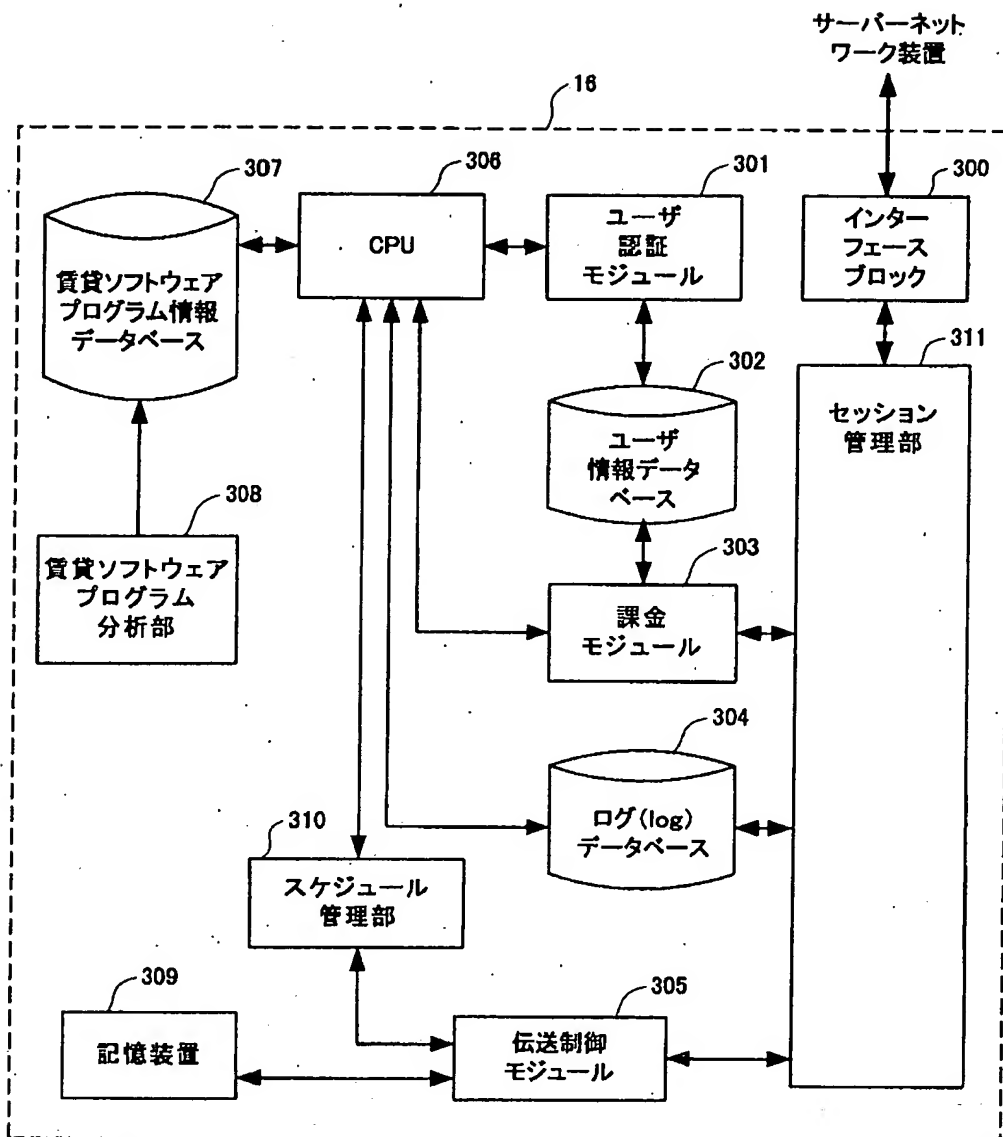 サーバーネット
ワーク装置
16
307
306
301
300
賃貸ソフトウェア
プログラム情報
データベース
CPU
ユーザ
認証
モジュール
インター
フェース
ブロック
302
311
ユーザ
情報データ
ベース
セッション
管理部
308
賃貸ソフトウェア
プログラム
分析部
303
課金
モジュール
304
ログ(log)
データベース
310
スケジュール
管理部
309
記憶装置
305
伝送制御
モジュール